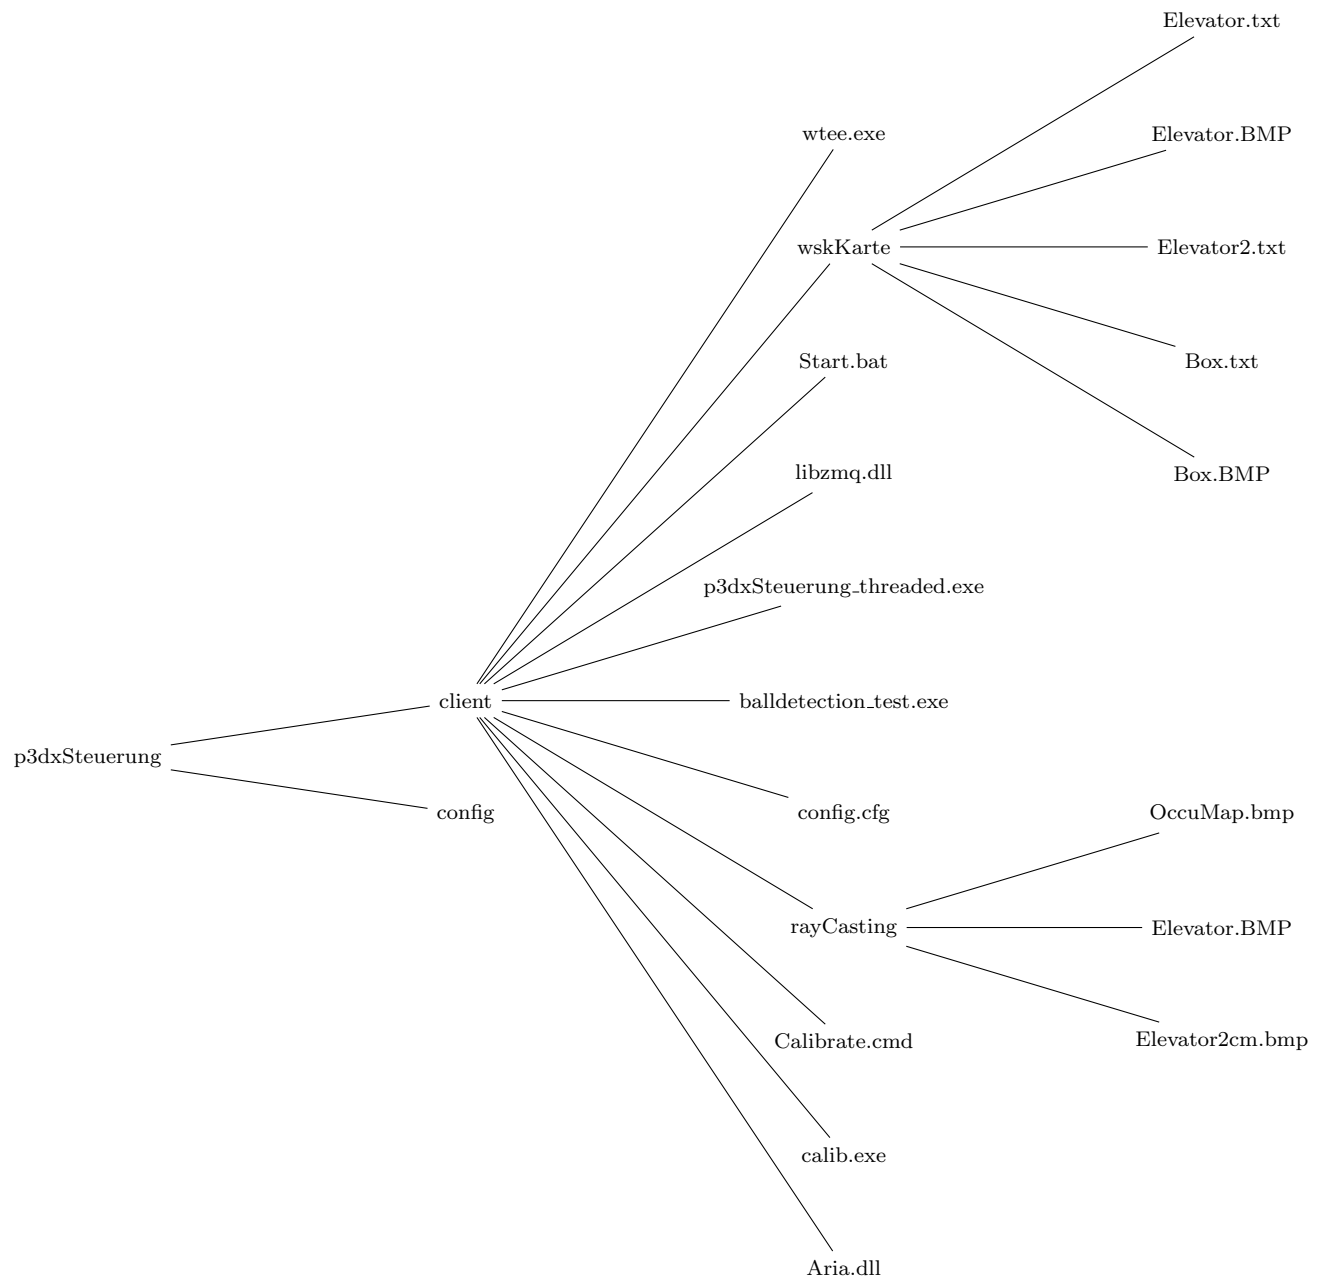 Elevator.txt
wtee.exe
Elevator.BMP
wskKarte
Elevator2.txt
Start.bat
Box.txt
libzmq.dll
Box.BMP
p3dxSteuerung_threaded.exe
client
balldetection_test.exe
p3dxSteuerung
config
config.cfg
OccuMap.bmp
rayCasting
Elevator.BMP
Calibrate.cmd
Elevator2cm.bmp
calib.exe
Aria.dll